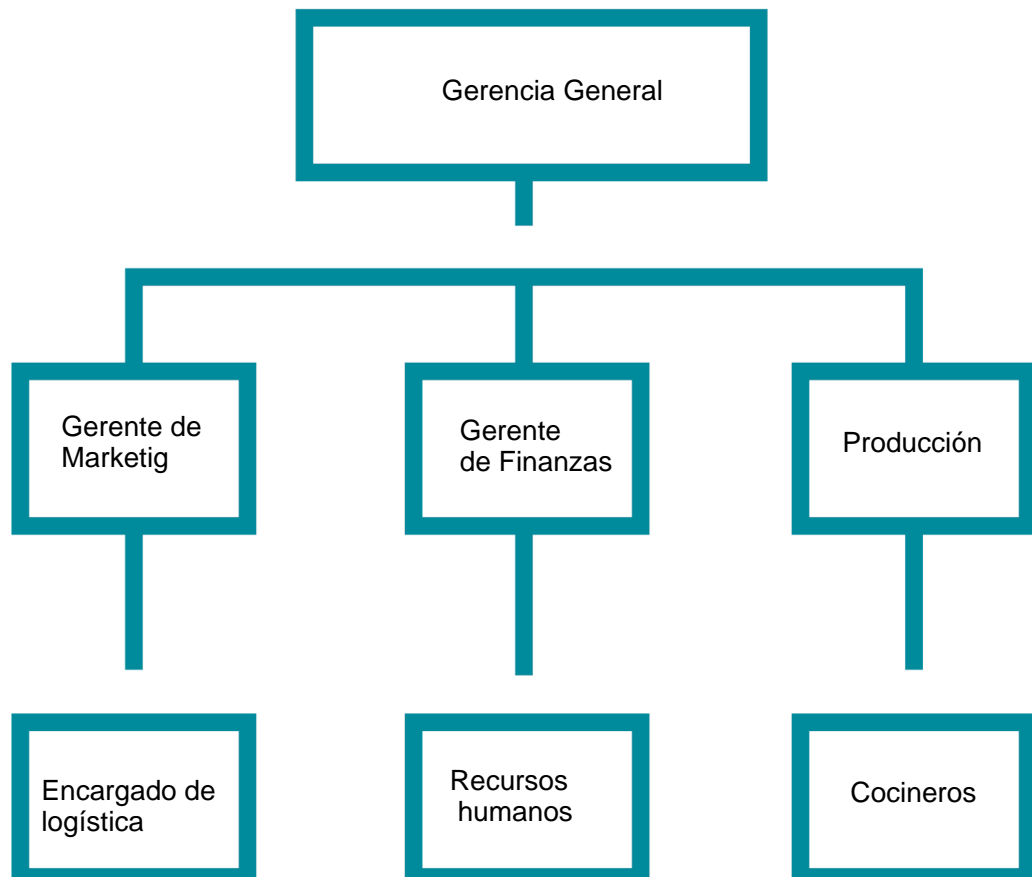 Gerencia General
Gerente de
Marketig
Gerente
de Finanzas
Producción
Encargado de
logística
Recursos
humanos
Cocineros